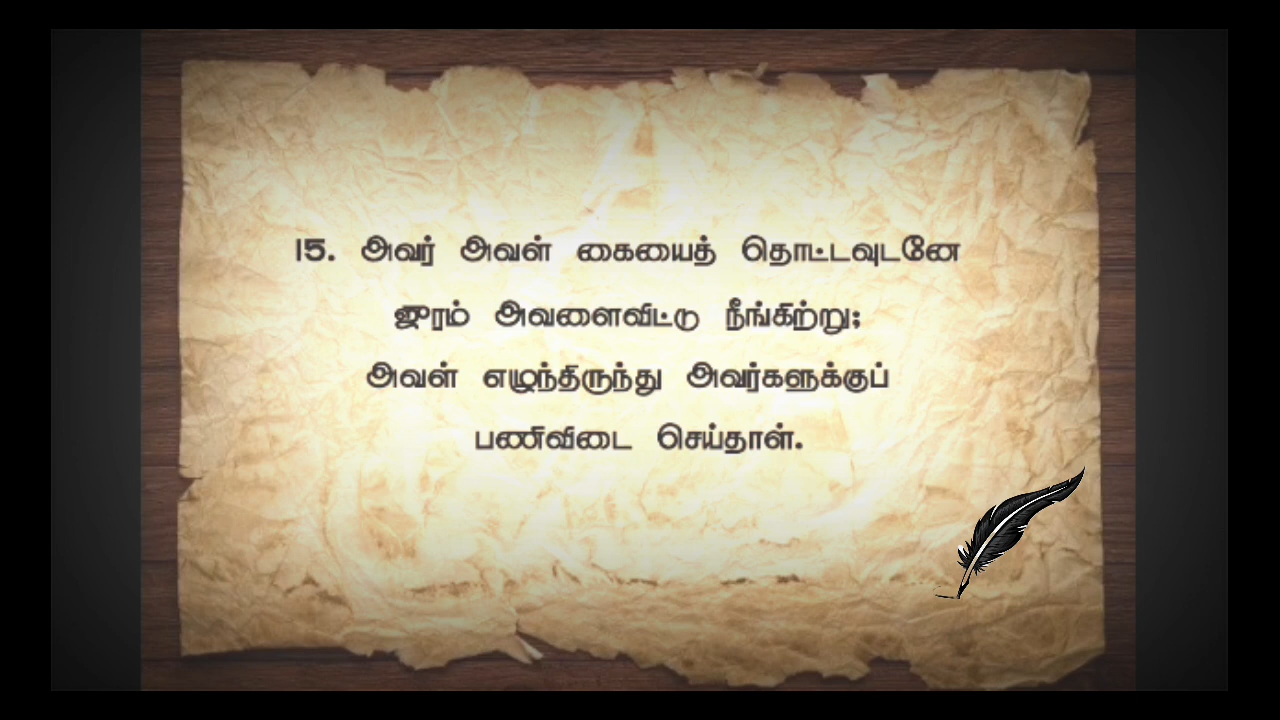 15. அவர் அவள் கையைத் தொட்டவுடனே
ஜுரம் அவளைவிட்டு நீங்கிற்று;
அவள் எழுந்திருந்து அவர்களுக்குப்
பணிவிடை செய்தாள்.